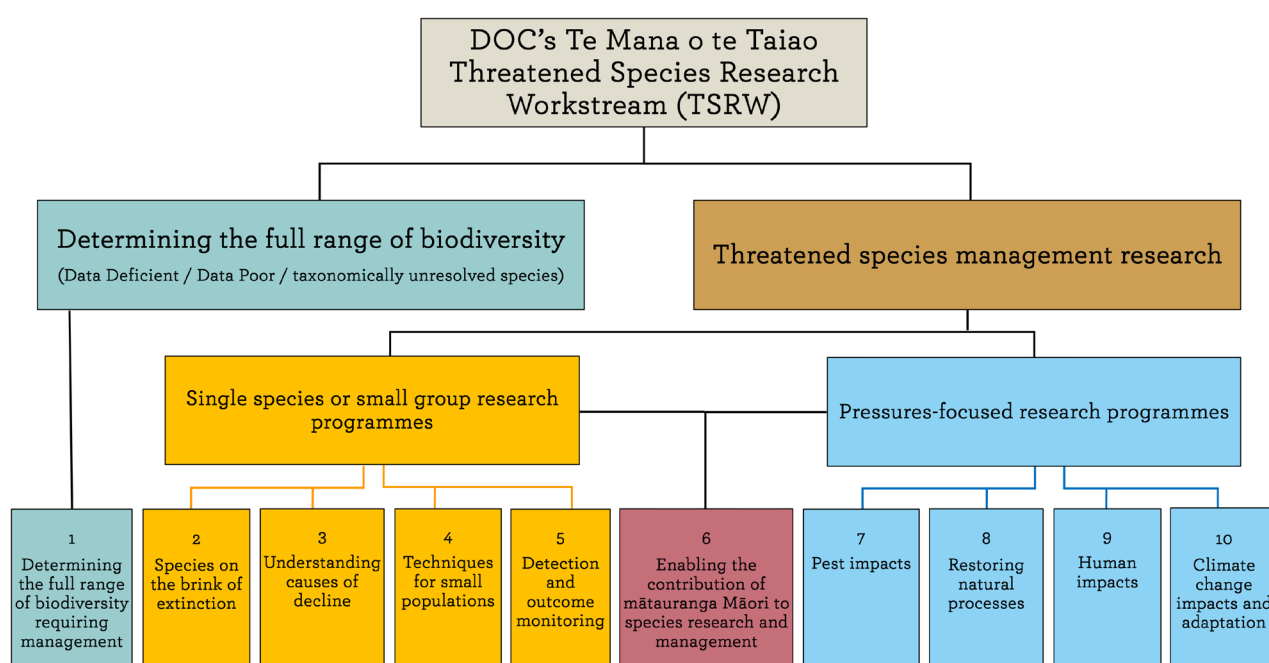 DOC's Te Mana o te Taiao
Threatened Species Research
Workstream (TSRW)
Determining the full range of biodiversity
(Data Deficient / Data Poor / taxonomically unresolved species)
Threatened species management research
Single species or small group research
programmes
Pressures-focused research programmes
1
Determining
the full range
of biodiversity
requiring
management
2
Species on
the brink of
extinction
3
Understanding
causes of
decline
4
Techniques
for small
populations
5
Detection
and
outcome
monitoring
6
Enabling the
contribution of
mātauranga Māori to
species research and
management
7
Pest impacts
8
Restoring
natural
processes
9
Human
impacts
10
Climate
change
impacts and
adaptation